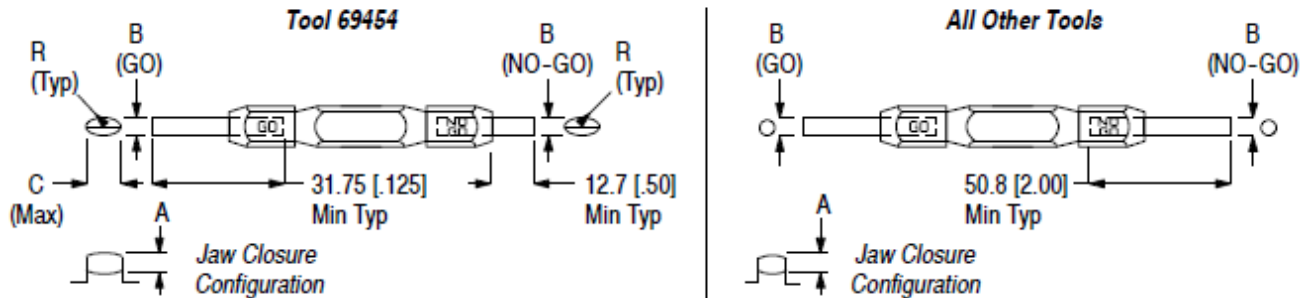 Tool 69454
R
(Typ)
B
(GO)
B
(NO-GO)
R
(Typ)
GO
C
(Max)
31.75 [.125]
Min Typ
12.7 [.50]
Min Typ
A
Jaw Closure
Configuration
All Other Tools
B
(GO)
B
(NO-GO)
GO
50.8 [2.00]
Min Typ
A
Jaw Closure
Configuration